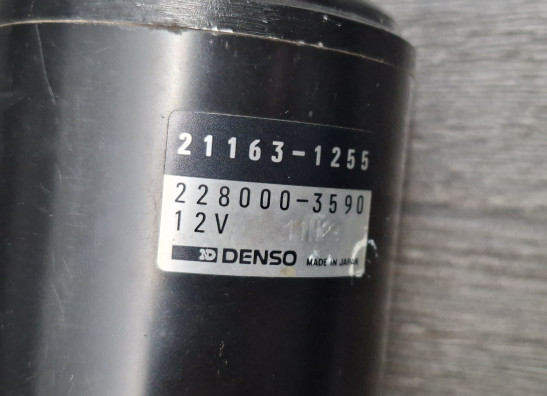 21163-1255
228000-3590
12V
DENSO MADE IN JAPAN